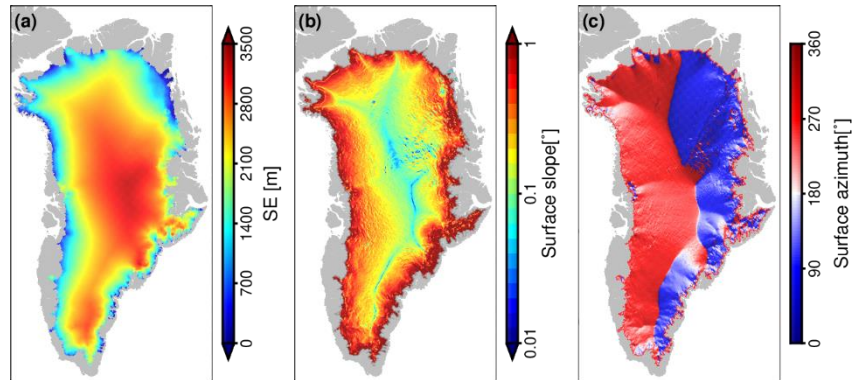 (a)
3500
2800
2100
1400
700
0
SE [m]
(b)
1
0.1
0.01
Surface slope[°]
(c)
360
270
180
90
0
Surface azimuth[°]